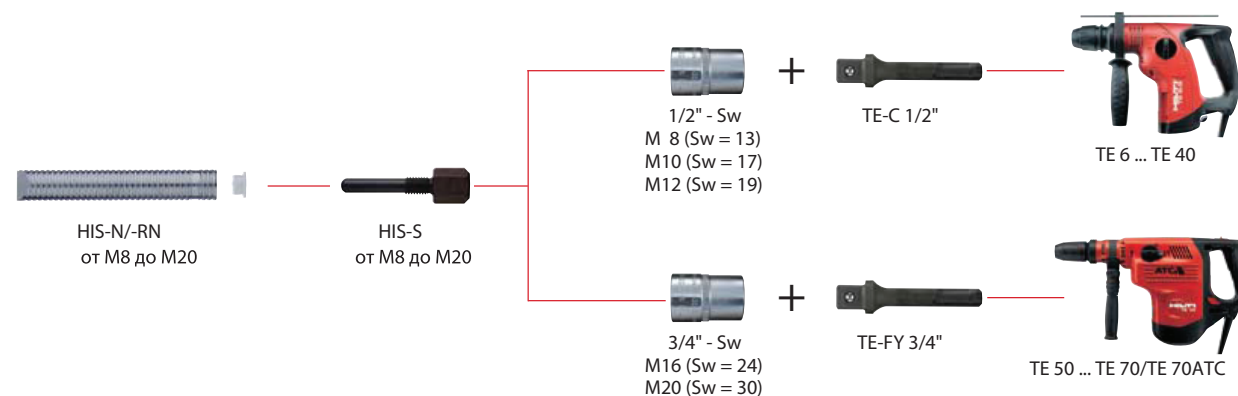 1/2" - Sw
M 8 (Sw = 13)
M10 (Sw = 17)
M12 (Sw = 19)
TE-C 1/2"
TE 6 ... TE 40
HIS-N/-RN
от M8 до M20
HIS-S
от M8 до M20
3/4" - Sw
M16 (Sw = 24)
M20 (Sw = 30)
TE-FY 3/4"
ATC
HILTI
TE 50 ... TE 70/TE 70ATC